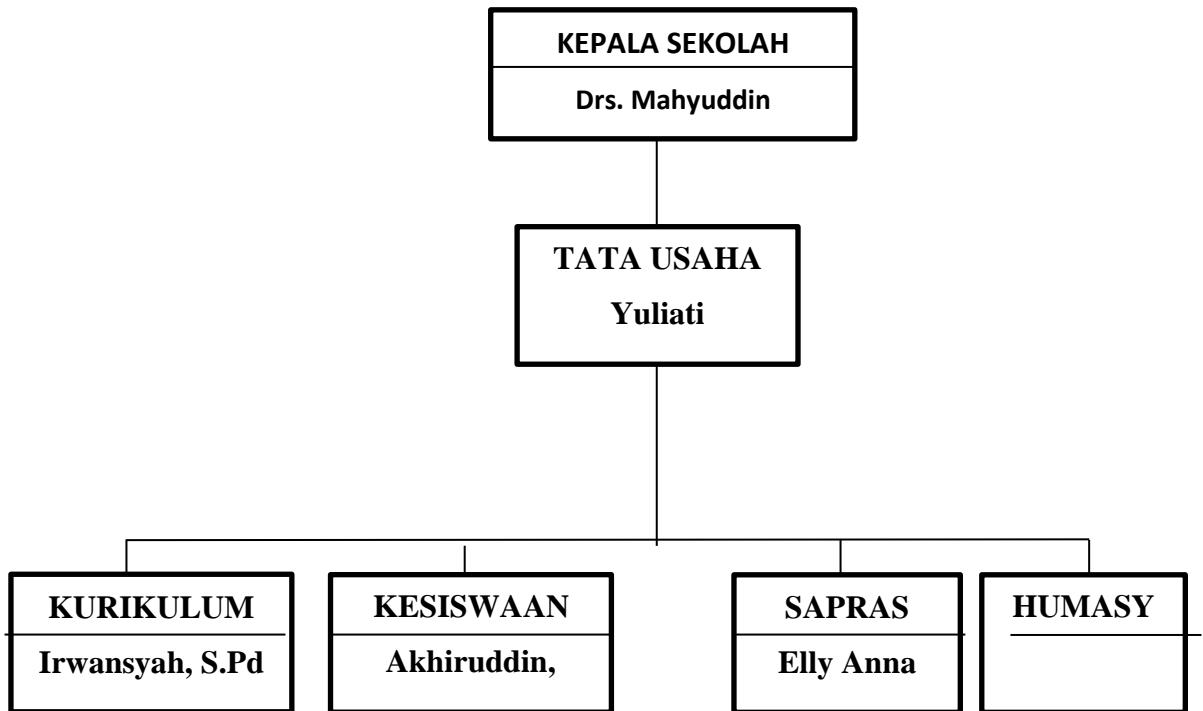 KEPALA SEKOLAH
Drs. Mahyuddin
TATA USAHA
Yuliati
KURIKULUM
Irwansyah, S.Pd
KESISWAAN
Akhiruddin,
SAPRAS
Elly Anna
HUMASY